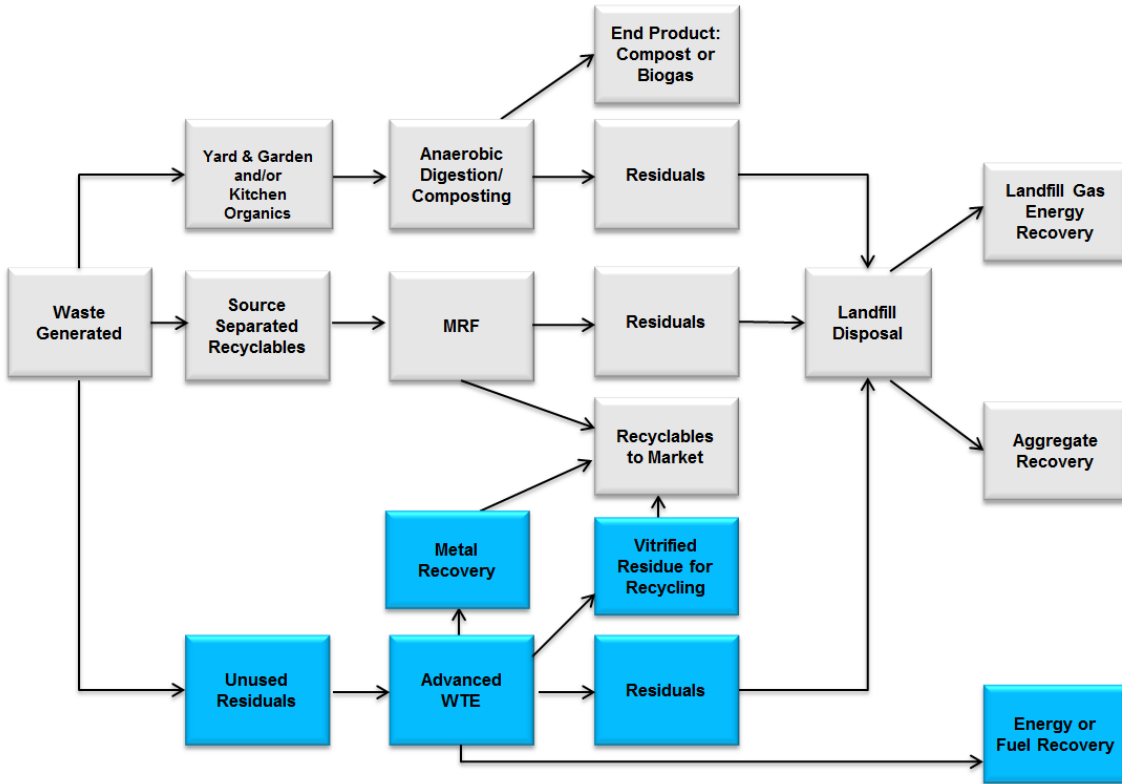 End Product:
Compost or
Biogas
Yard & Garden
and/or
Kitchen
Organics
Anaerobic
Digestion/
Composting
Residuals
Landfill Gas
Energy
Recovery
Waste
Generated
Source
Separated
Recyclables
MRF
Residuals
Landfill
Disposal
Recyclables
to Market
Aggregate
Recovery
Metal
Recovery
Vitrified
Residue for
Recycling
Unused
Residuals
Advanced
WTE
Residuals
Energy or
Fuel Recovery